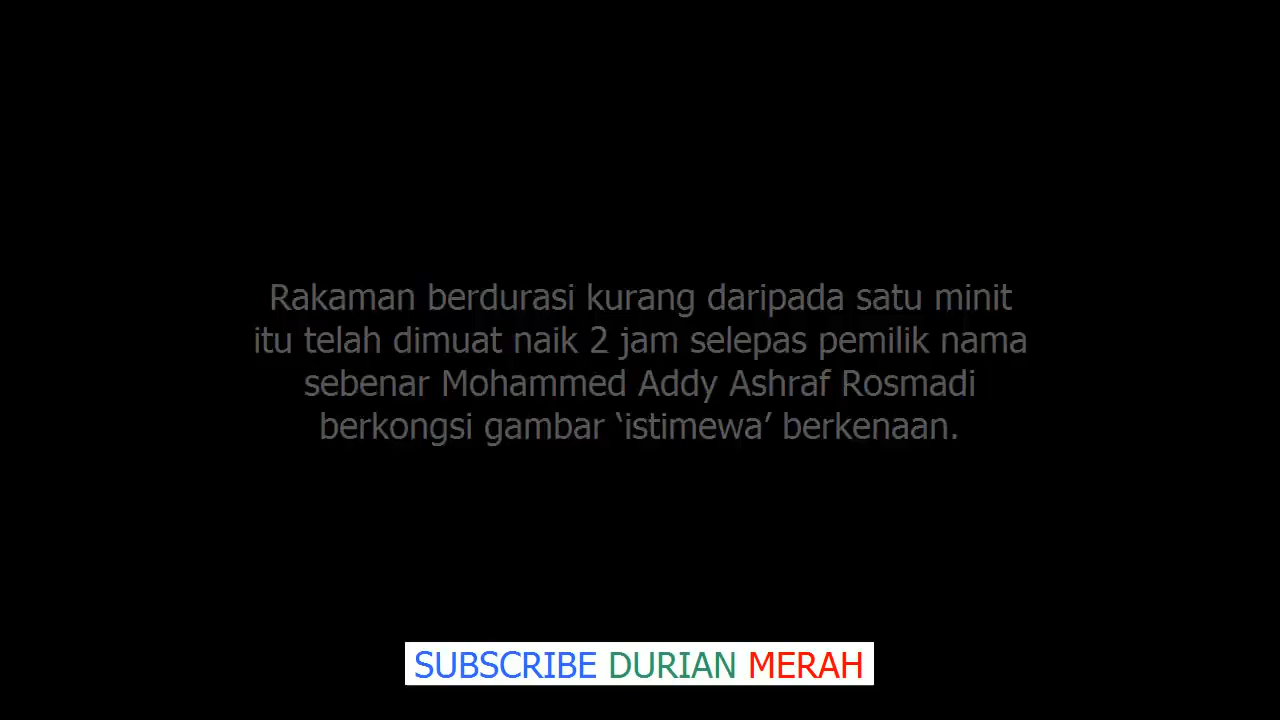 Rakaman berdurasi kurang daripada satu minit
itu telah dimuat naik 2 jam selepas pemilik nama
sebenar Mohammed Addy Ashraf Rosmadi
berkongsi gambar ‘istimewa’ berkenaan.
SUBSCRIBE DURIAN MERAH